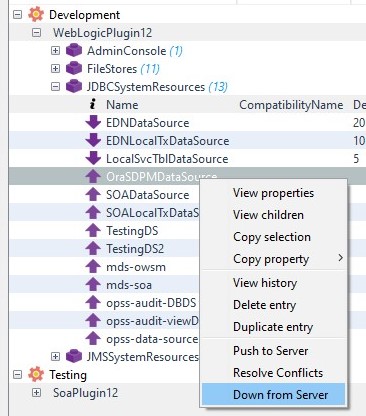 Development
WebLogicPlugin12
AdminConsole (1)
FileStores (11)
JDBCSystemResources (13)
i Name CompatibilityName De
EDNDataSource 20
EDNLocalTxDataSource 10
LocalSvcTblDataSource 5
OraSDPMDataSource
SOADataSource
SOALocalTxDataS
TestingDS
TestingDS2
mds-owsm
mds-soa
opss-audit-DBDS
opss-audit-viewD
opss-data-source
JMSSystemResources
Testing
SoaPlugin12
View properties
View children
Copy selection
Copy property
View history
Delete entry
Duplicate entry
Push to Server
Resolve Conflicts
Down from Server